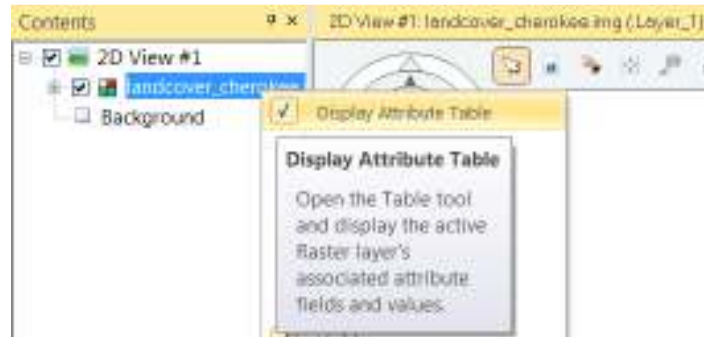 Contents
2D View #1: landcover_cherokee.img (:Layer_1)
2D View #1
landcover_cherokee
Background
Display Attribute Table
Display Attribute Table
Open the Table tool
and display the active
Raster layer's
associated attribute
fields and values.